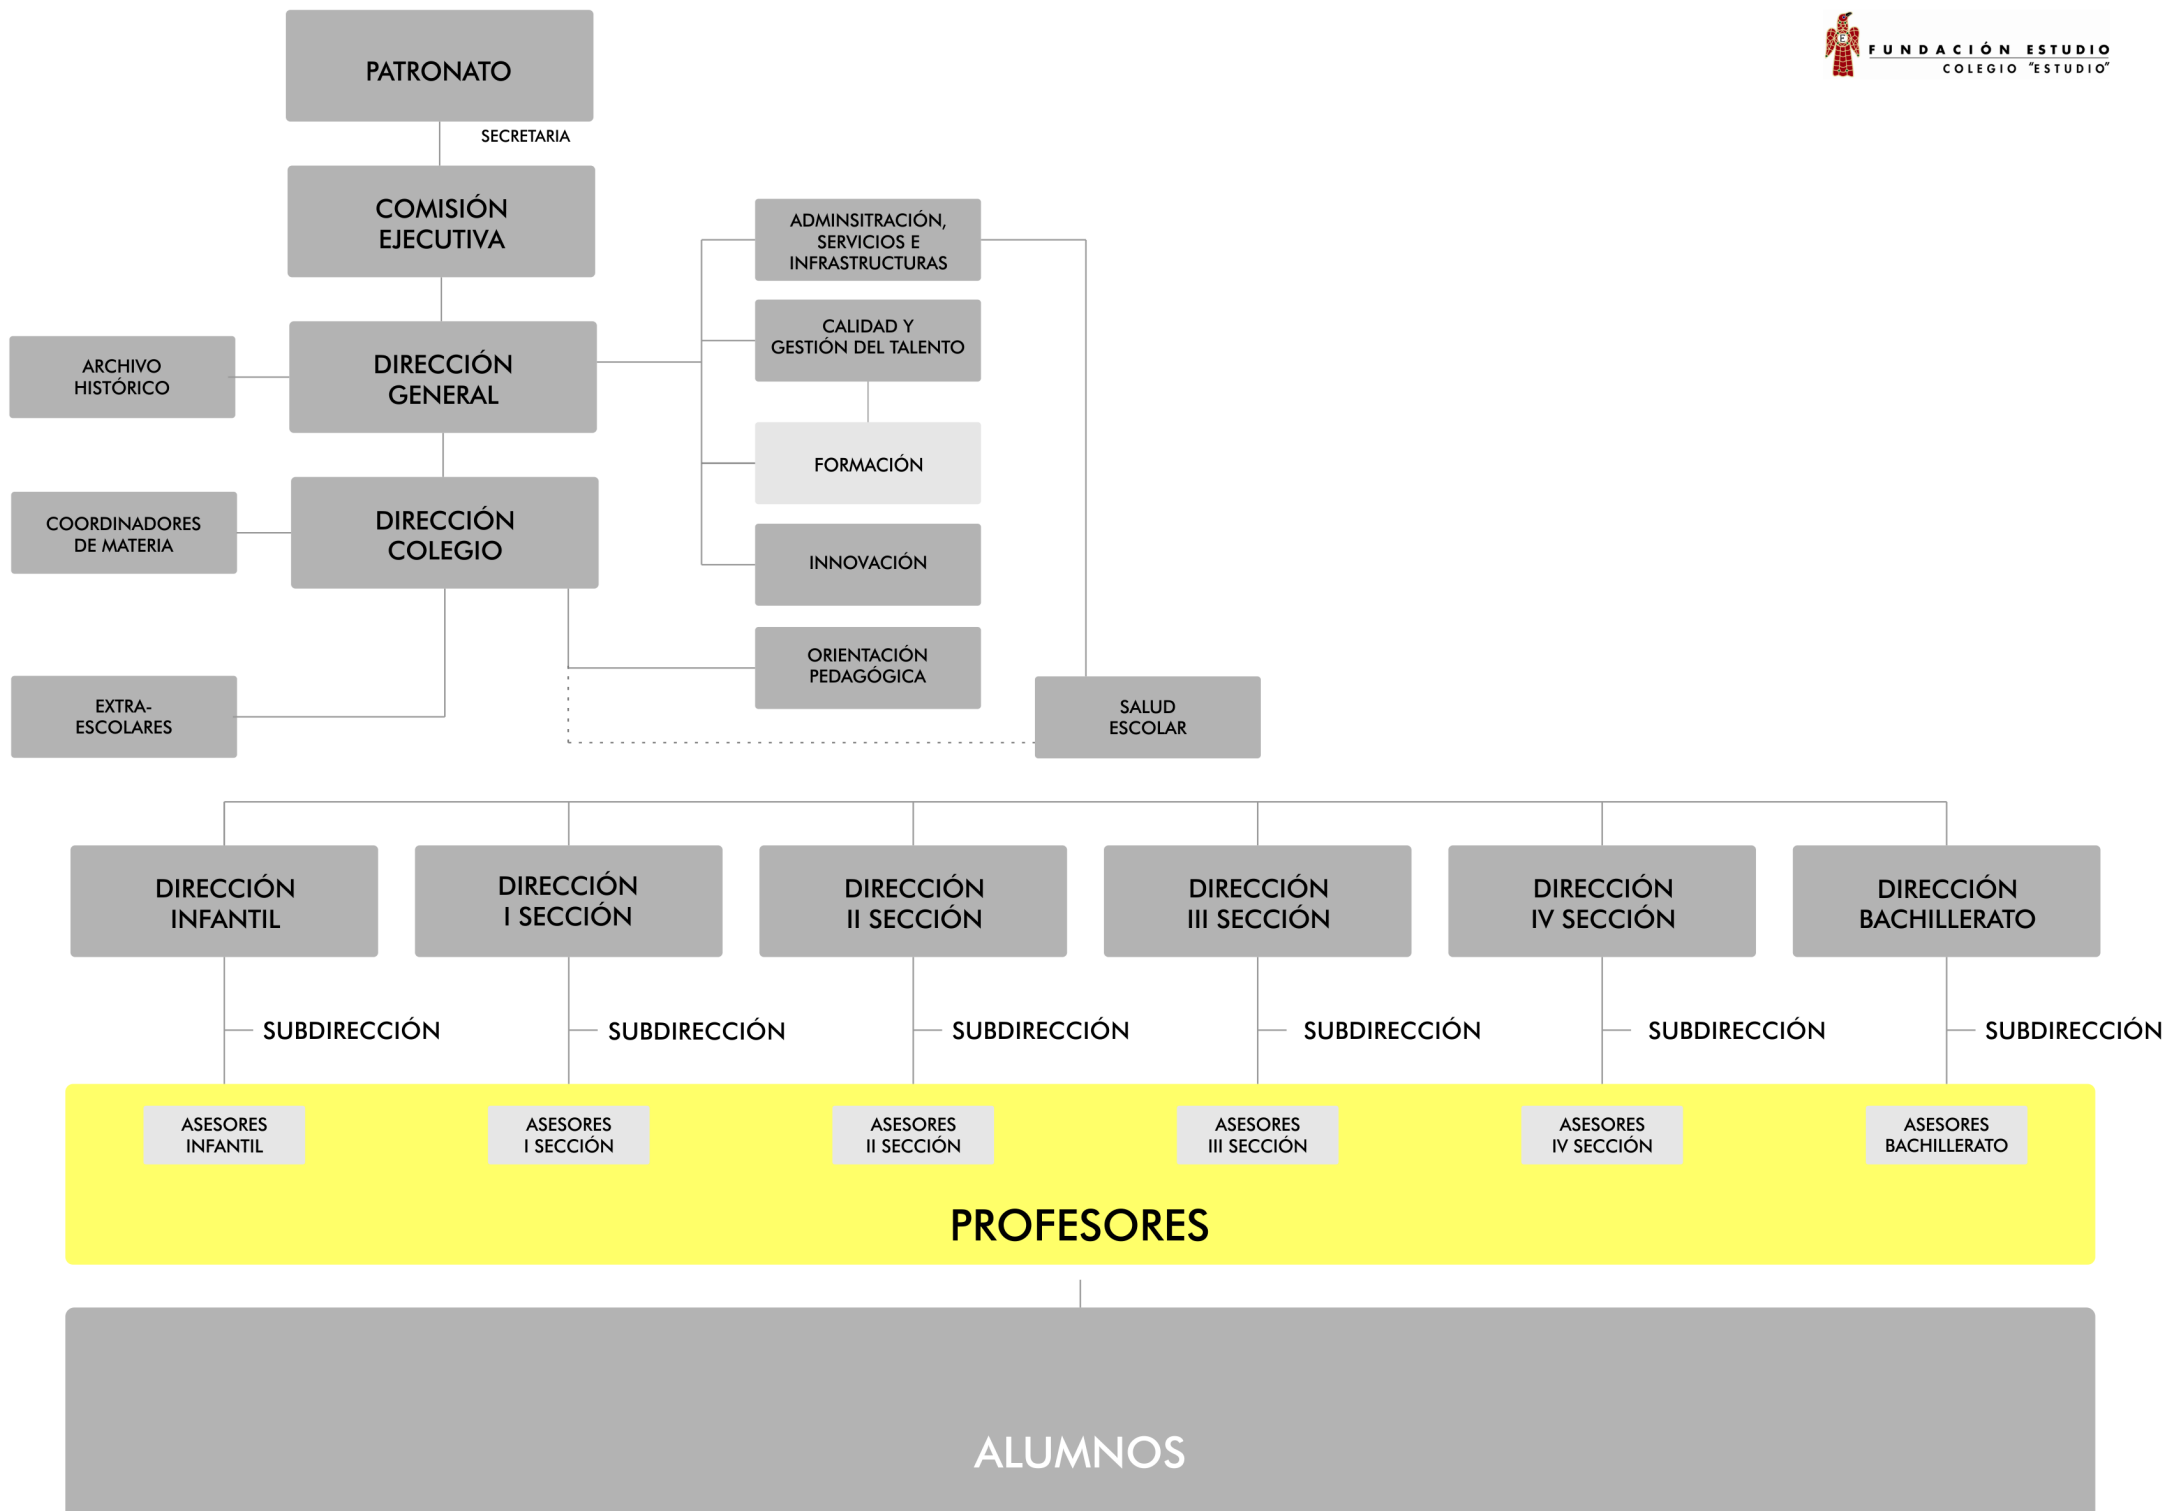 PATRONATO
FUNDACIÓN ESTUDIO
COLEGIO "ESTUDIO"
SECRETARIA
COMISIÓN
EJECUTIVA
ADMINSITRACIÓN,
SERVICIOS E
INFRASTRUCTURAS
CALIDAD Y
GESTIÓN DEL TALENTO
ARCHIVO
HISTÓRICO
DIRECCIÓN
GENERAL
FORMACIÓN
COORDINADORES
DE MATERIA
DIRECCIÓN
COLEGIO
INNOVACIÓN
ORIENTACIÓN
PEDAGÓGICA
EXTRA-
ESCOLARES
SALUD
ESCOLAR
DIRECCIÓN
INFANTIL
DIRECCIÓN
I SECCIÓN
DIRECCIÓN
II SECCIÓN
DIRECCIÓN
III SECCIÓN
DIRECCIÓN
IV SECCIÓN
DIRECCIÓN
BACHILLERATO
SUBDIRECCIÓN
SUBDIRECCIÓN
SUBDIRECCIÓN
SUBDIRECCIÓN
SUBDIRECCIÓN
SUBDIRECCIÓN
ASESORES
INFANTIL
ASESORES
I SECCIÓN
ASESORES
II SECCIÓN
ASESORES
III SECCIÓN
ASESORES
IV SECCIÓN
ASESORES
BACHILLERATO
PROFESORES
ALUMNOS